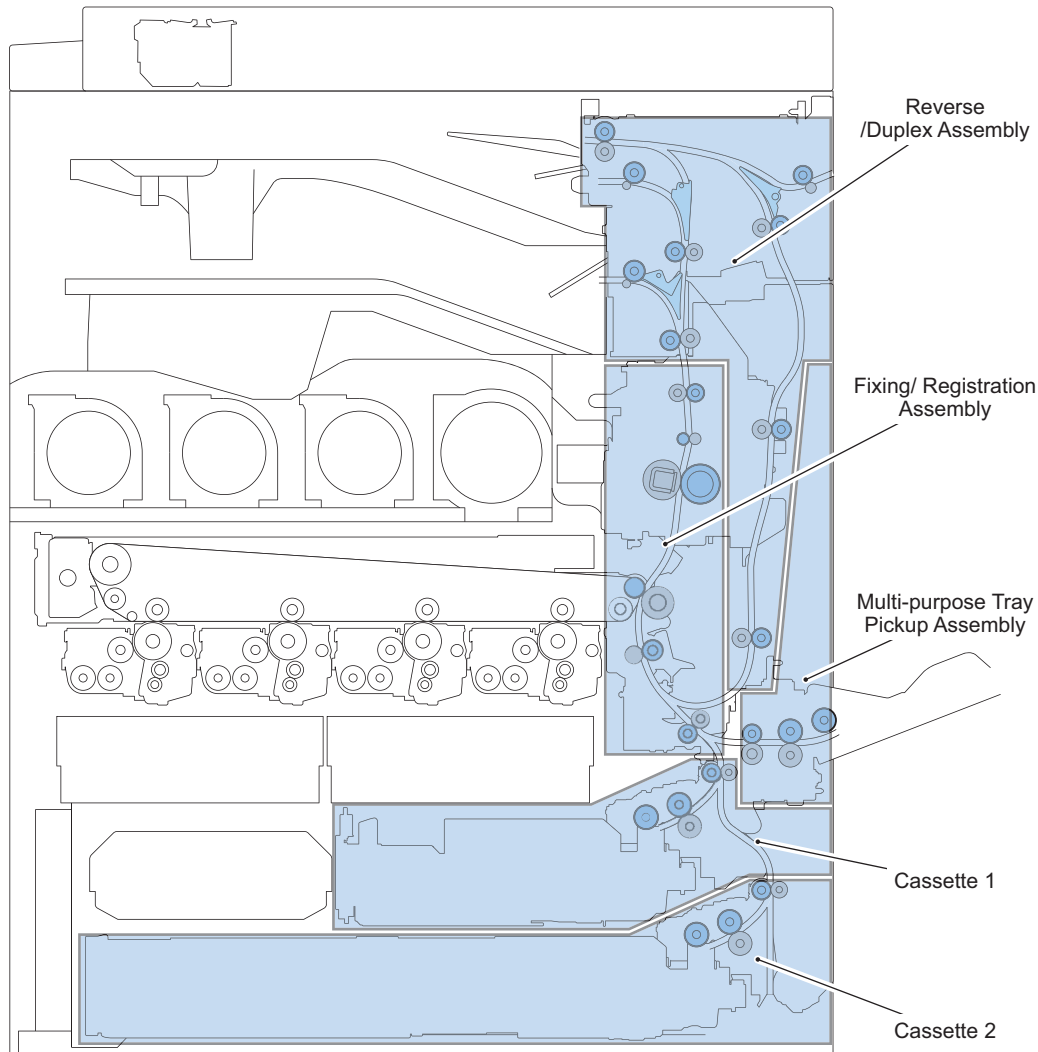 Reverse
/Duplex Assembly
Fixing/ Registration
Assembly
Multi-purpose Tray
Pickup Assembly
Cassette 1
Cassette 2